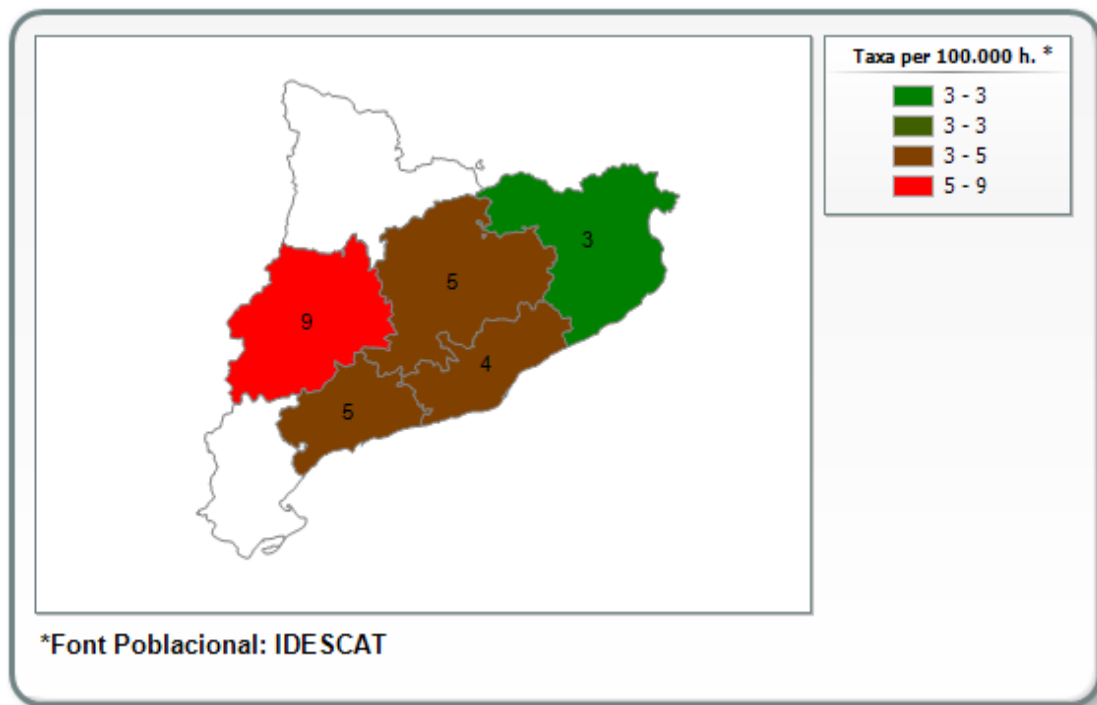 Taxa per 100.000 h. *
3 - 3
3 - 3
3 - 5
5 - 9
3
5
9
4
5
*Font Poblacional: IDESCAT